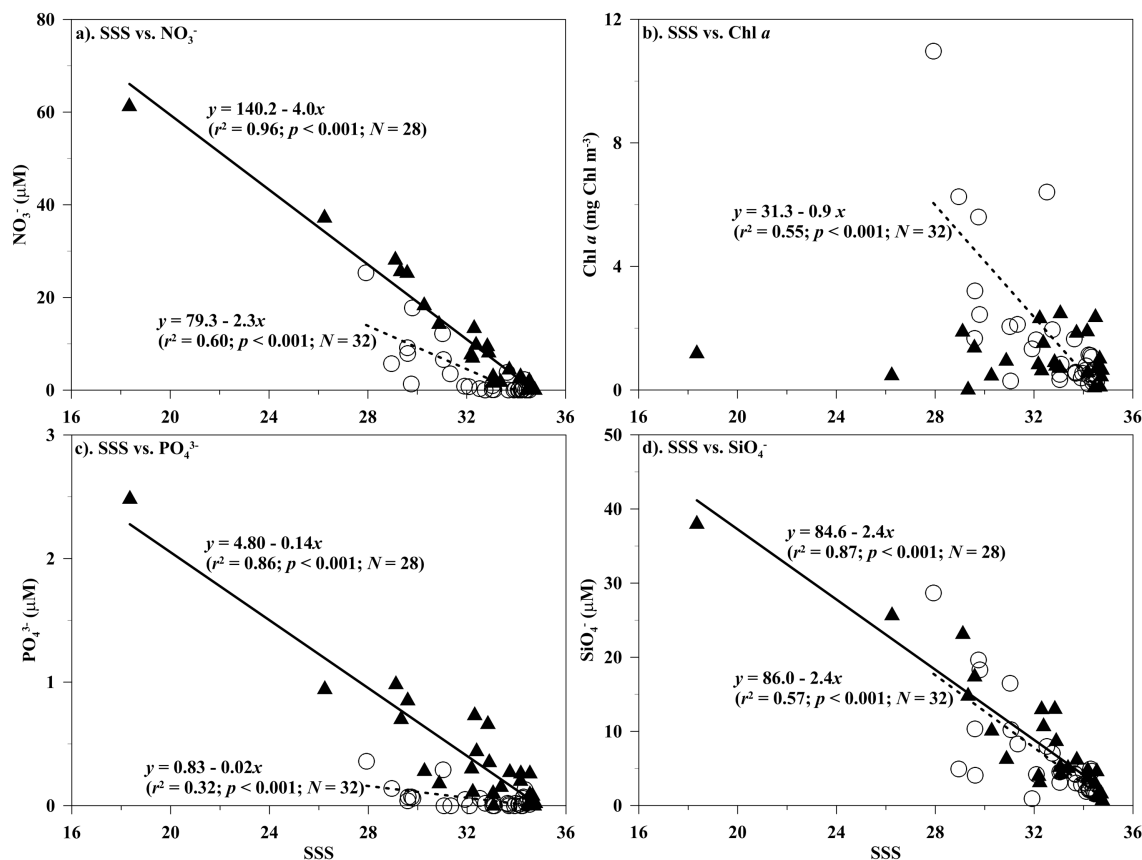 a). SSS vs. NO₃⁻
80
60
40
20
0
NO₃⁻ (μM)
y = 140.2 - 4.0x
(r² = 0.96; p < 0.001; N = 28)
y = 79.3 - 2.3x
(r² = 0.60; p < 0.001; N = 32)
16 20 24 28 32 36
b). SSS vs. Chl a
12
8
4
0
Chl a (mg Chl m⁻³)
y = 31.3 - 0.9 x
(r² = 0.55; p < 0.001; N = 32)
16 20 24 28 32 36
c). SSS vs. PO₄³⁻
3
2
1
0
PO₄³⁻ (μM)
y = 4.80 - 0.14x
(r² = 0.86; p < 0.001; N = 28)
y = 0.83 - 0.02x
(r² = 0.32; p < 0.001; N = 32)
16 20 24 28 32 36
SSS
d). SSS vs. SiO₄⁻
50
40
30
20
10
0
SiO₄⁻ (μM)
y = 84.6 - 2.4x
(r² = 0.87; p < 0.001; N = 28)
y = 86.0 - 2.4x
(r² = 0.57; p < 0.001; N = 32)
16 20 24 28 32 36
SSS